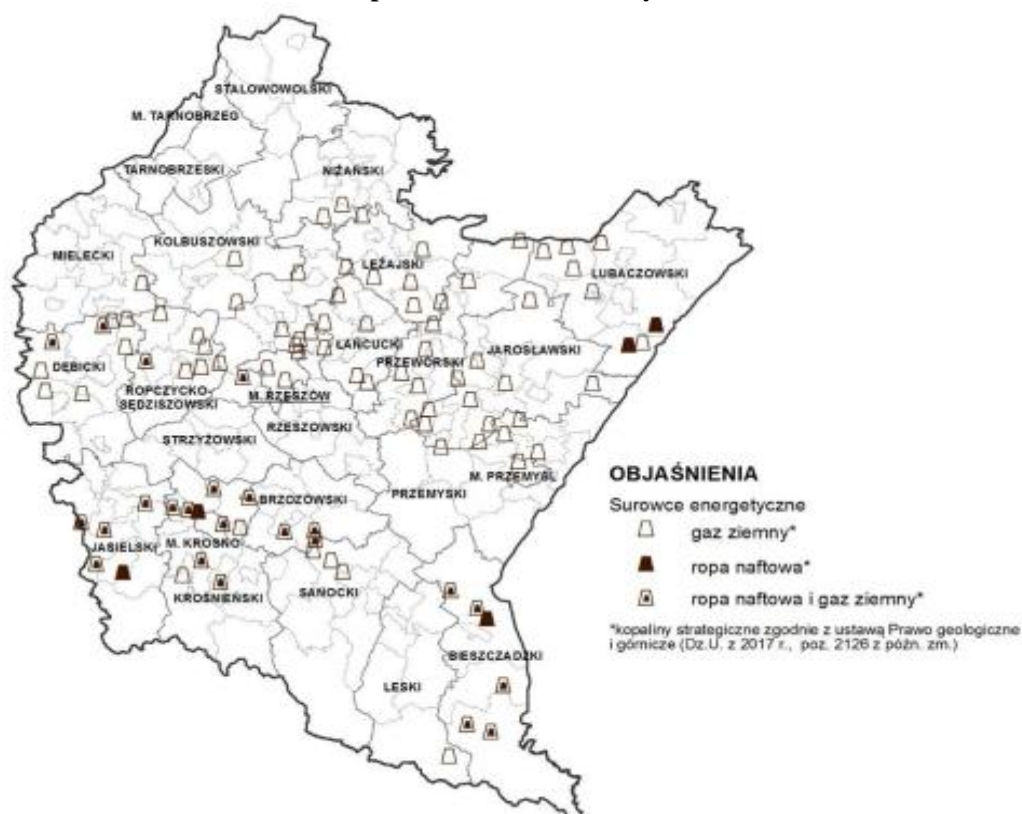 STALOWOWOLSKI
M. TARNOBRZEG
TARNOBRZESKI
NIŻAŃSKI
KOLBUSZOWSKI
MIELECKI
LEŻAJSKI
LUBACZOWSKI
ŁAŃCUCKI
JAROSŁAWSKI
PRZEWORSKI
DĘBICKI
ROPCZYCKO-
SĘDZISZOWSKI
M. RZESZÓW
RZESZOWSKI
STRZYŻOWSKI
M. PRZEMYŚL
PRZEMYSKI
BRZOZOWSKI
JASIELSKI
M. KROSNO
KROŚNIEŃSKI
SANOCKI
BIESZCZADZKI
LESKI
OBJAŚNIENIA
Surowce energetyczne
gaz ziemny*
ropa naftowa*
ropa naftowa i gaz ziemny*
*kopaliny strategiczne zgodnie z ustawą Prawo geologiczne
i górnicze (Dz.U. z 2017 r., poz. 2126 z późn. zm.)